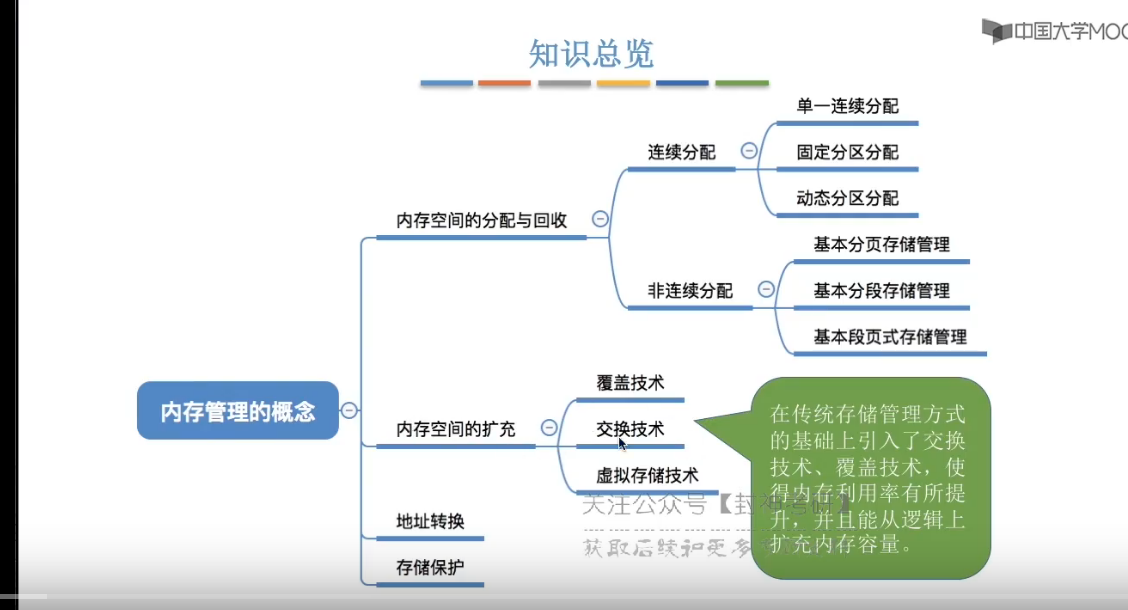 中国大学MOO
知识总览
单一连续分配
连续分配
固定分区分配
动态分区分配
内存空间的分配与回收
基本分页存储管理
非连续分配
基本分段存储管理
基本段页式存储管理
内存管理的概念
覆盖技术
内存空间的扩充
交换技术
虚拟存储技术
地址转换
存储保护
在传统存储管理方式
的基础上引入了交换
技术、覆盖技术，使
得内存利用率有所提
升，并且能从逻辑上
扩充内存容量。
关注公众号【封神考研】
获取后续和更多